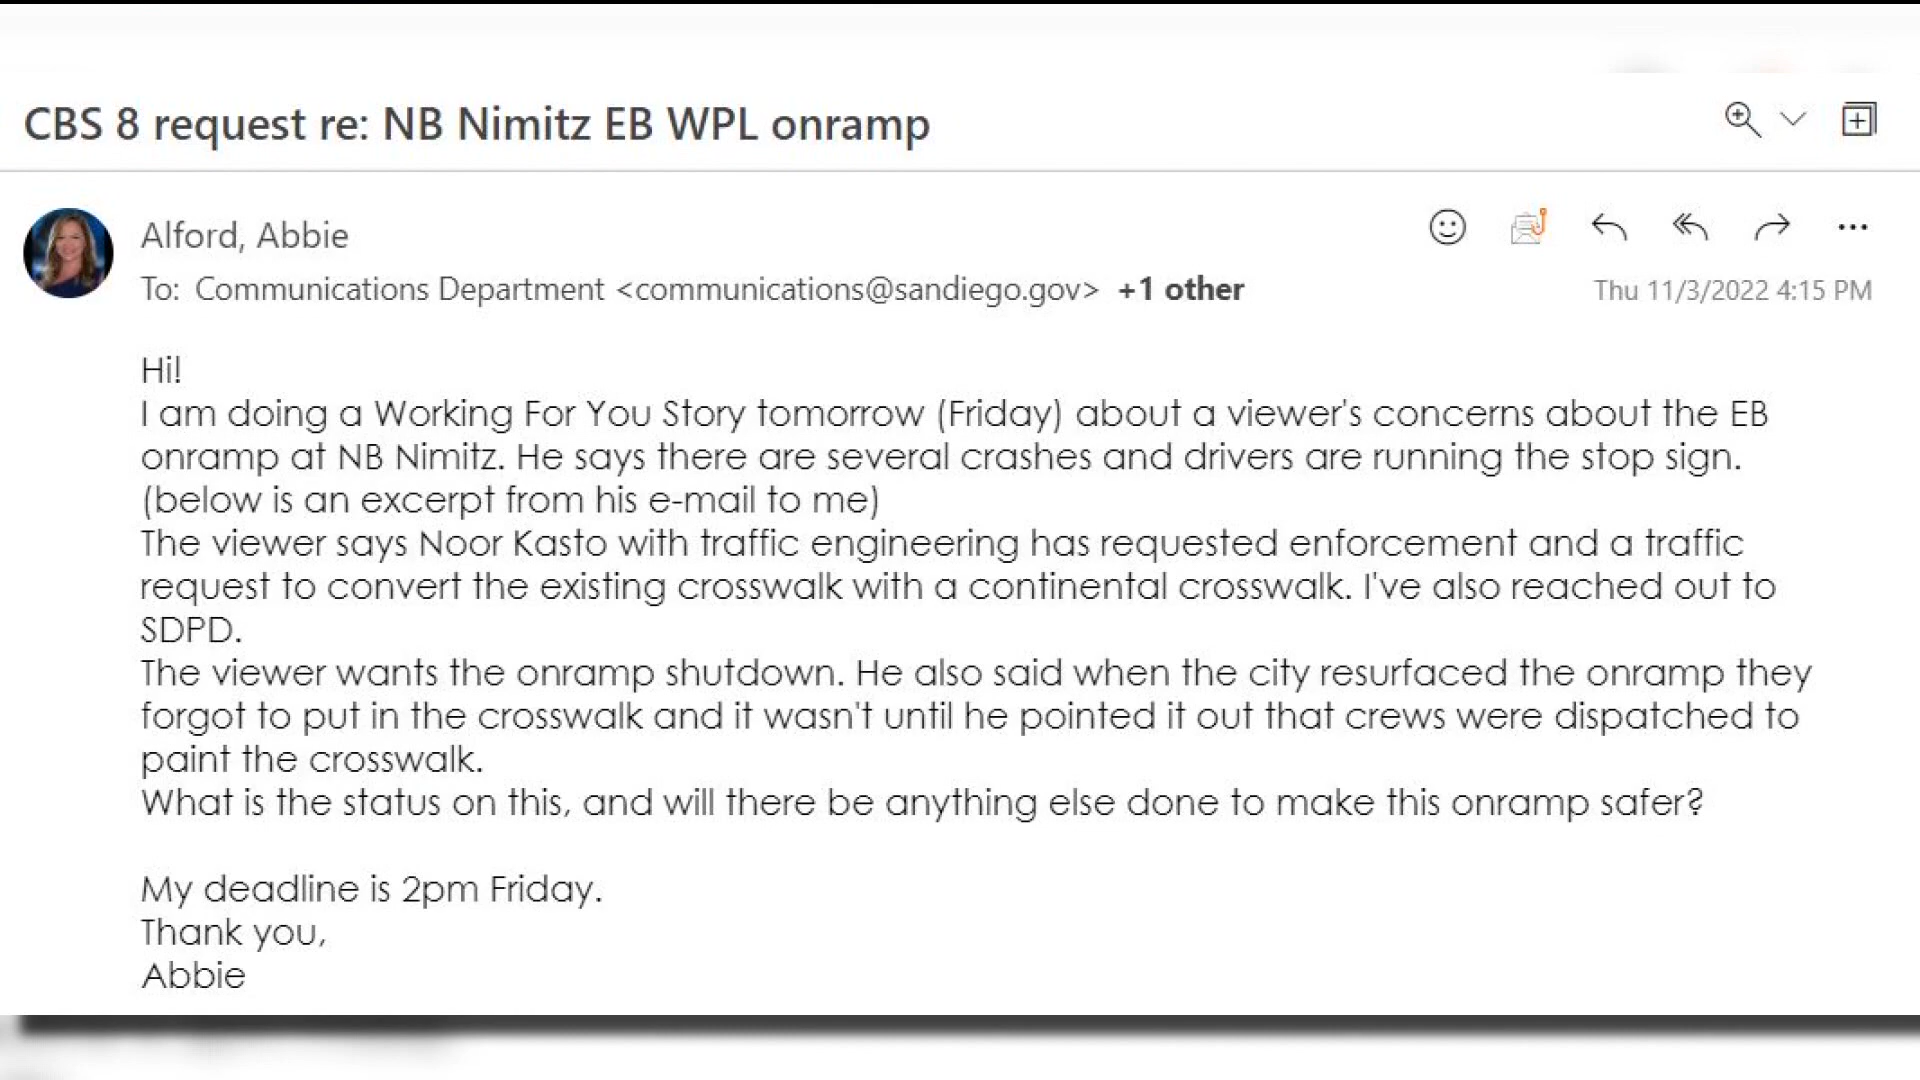 CBS 8 request re: NB Nimitz EB WPL onramp
Alford, Abbie
To: Communications Department <communications@sandiego.gov> +1 other
Thu 11/3/2022 4:15 PM
Hi!
I am doing a Working For You Story tomorrow (Friday) about a viewer's concerns about the EB
onramp at NB Nimitz. He says there are several crashes and drivers are running the stop sign.
(below is an excerpt from his e-mail to me)
The viewer says Noor Kasto with traffic engineering has requested enforcement and a traffic
request to convert the existing crosswalk with a continental crosswalk. I've also reached out to
SDPD.
The viewer wants the onramp shutdown. He also said when the city resurfaced the onramp they
forgot to put in the crosswalk and it wasn't until he pointed it out that crews were dispatched to
paint the crosswalk.
What is the status on this, and will there be anything else done to make this onramp safer?
My deadline is 2pm Friday.
Thank you,
Abbie